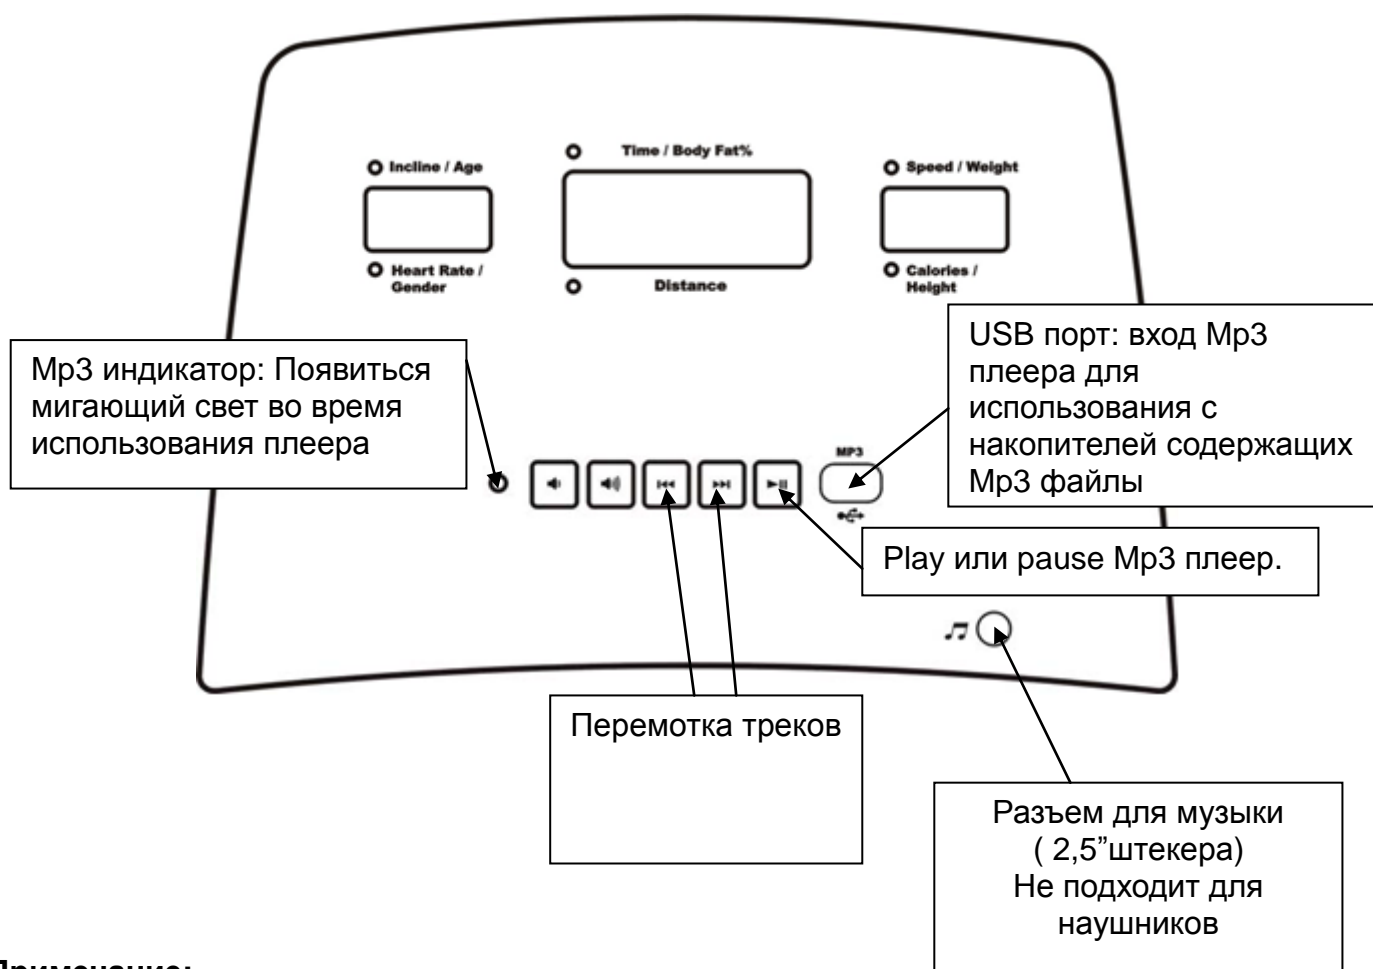 Time / Body Fat%
Incline / Age
Speed / Weight
Heart Rate /
Gender
Distance
Calories /
Height
USB порт: вход Mp3
плеера для
использования с
накопителей содержащих
Mp3 файлы
Mp3 индикатор: Появиться
мигающий свет во время
использования плеера
MP3
Play или pause Mp3 плеер.
Перемотка треков
Разъем для музыки
( 2,5”штекера)
Не подходит для
наушников
Примечание: